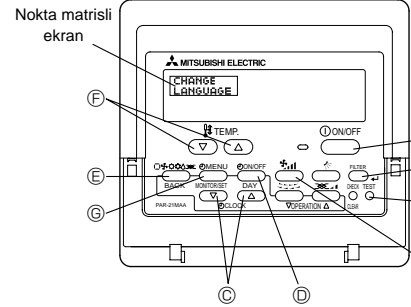 Nokta matrisli
ekran
MITSUBISHI ELECTRIC
CHANGE
LANGUAGE
F
TEMP.
ON/OFF
MENU
ON/OFF
FILTER
E
BACK
MONITOR/SET
DAY
CHECK TEST
PAR-21MAA
CLOCK
▽OPERATION△
CLEAR
G
C
D